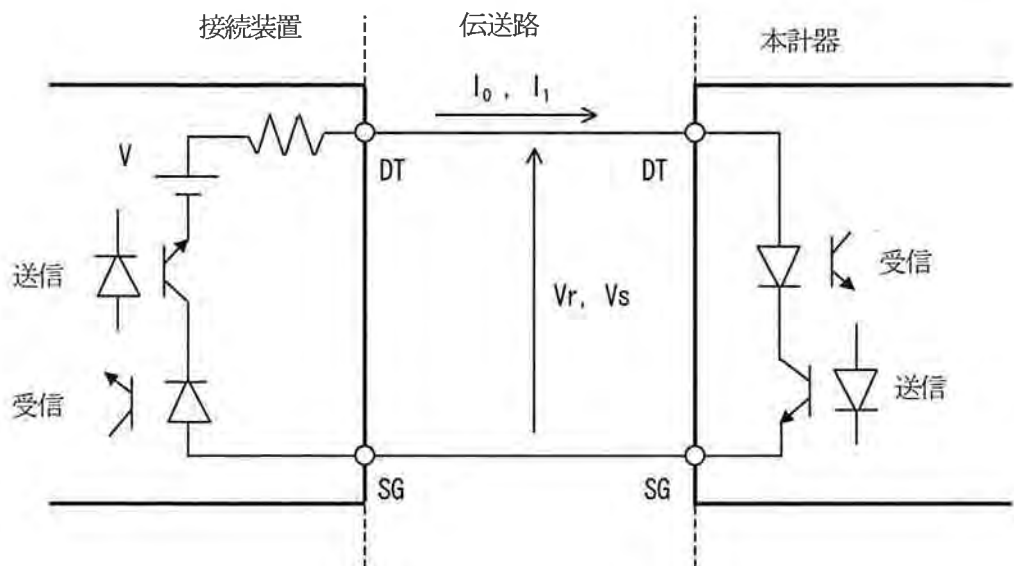 接続装置
伝送路
本計器
I₀ , I₁
V
DT
DT
送信
受信
Vr, Vs
受信
送信
SG
SG